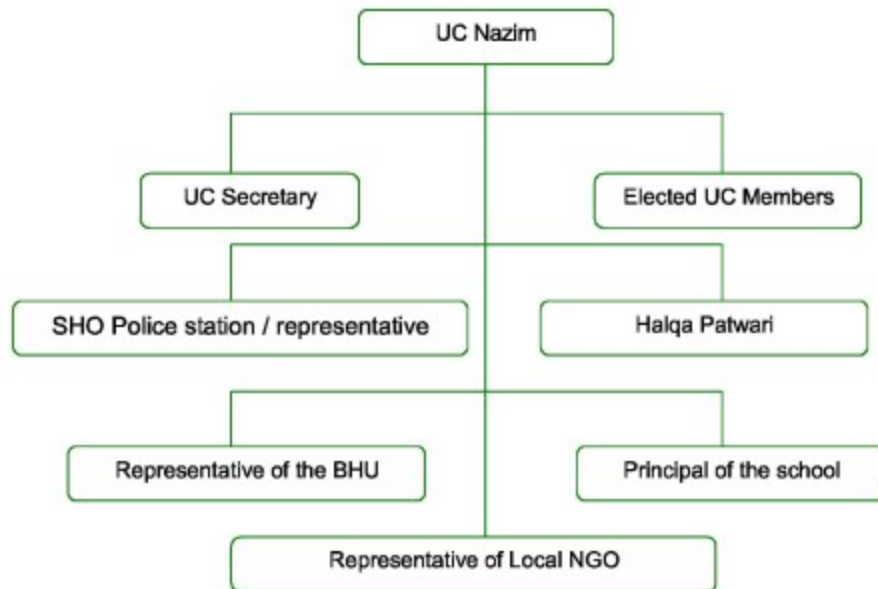 UC Nazim
UC Secretary
Elected UC Members
SHO Police station / representative
Halqa Patwari
Representative of the BHU
Principal of the school
Representative of Local NGO